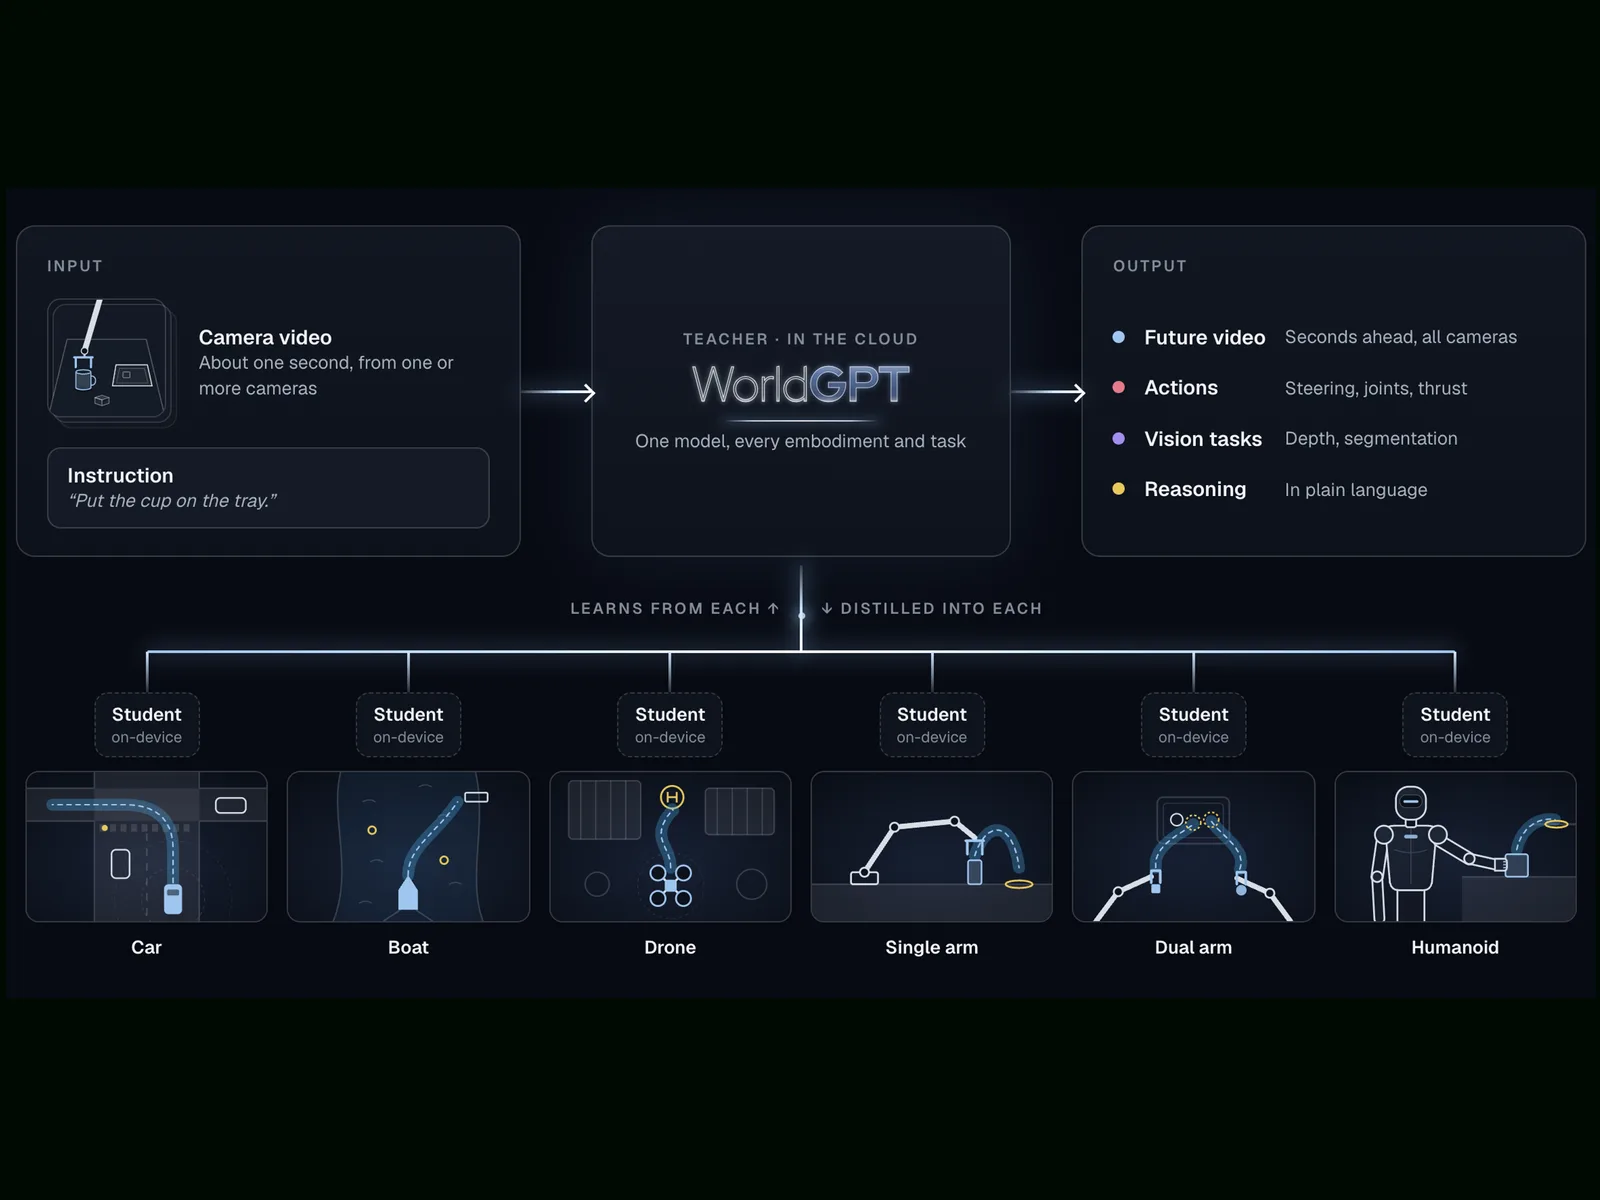 INPUT
Camera video
About one second, from one or
more cameras
Instruction
“Put the cup on the tray.”
TEACHER · IN THE CLOUD
WorldGPT
One model, every embodiment and task
OUTPUT
Future video Seconds ahead, all cameras
Actions Steering, joints, thrust
Vision tasks Depth, segmentation
Reasoning In plain language
LEARNS FROM EACH ↑ ↓ DISTILLED INTO EACH
Student
on-device
Student
on-device
Student
on-device
Student
on-device
Student
on-device
Student
on-device
H
Car
Boat
Drone
Single arm
Dual arm
Humanoid